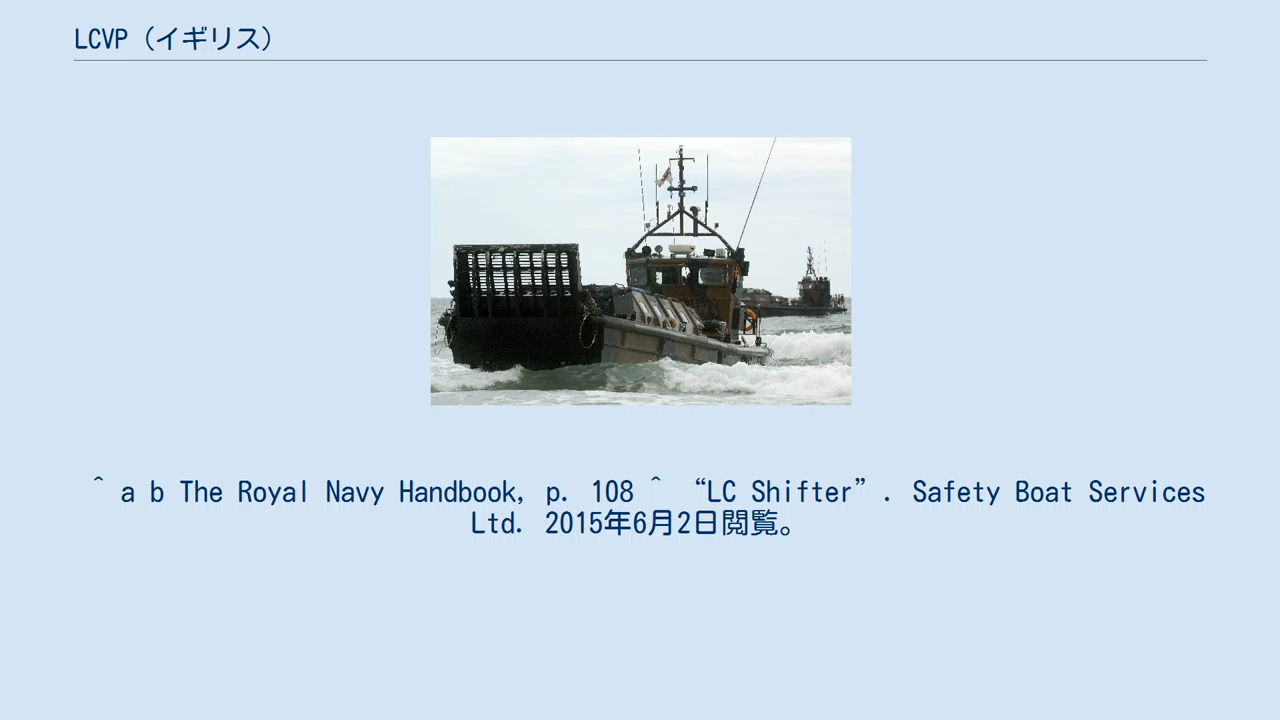 LCVP（イギリス）
^ a b The Royal Navy Handbook, p. 108 ^ “LC Shifter”. Safety Boat Services
Ltd. 2015年6月2日閲覧。